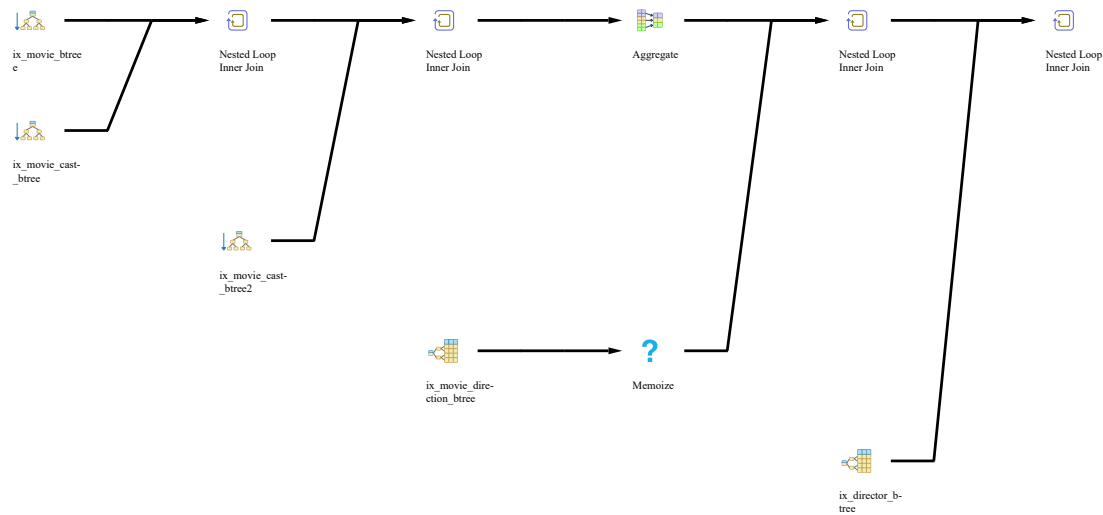 ix_movie_btree
e
Nested Loop
Inner Join
Nested Loop
Inner Join
Aggregate
Nested Loop
Inner Join
Nested Loop
Inner Join
ix_movie_cast-
_btree
ix_movie_cast-
_btree2
ix_movie_dire-
ction_btree
?
Memoize
ix_director_b-
tree